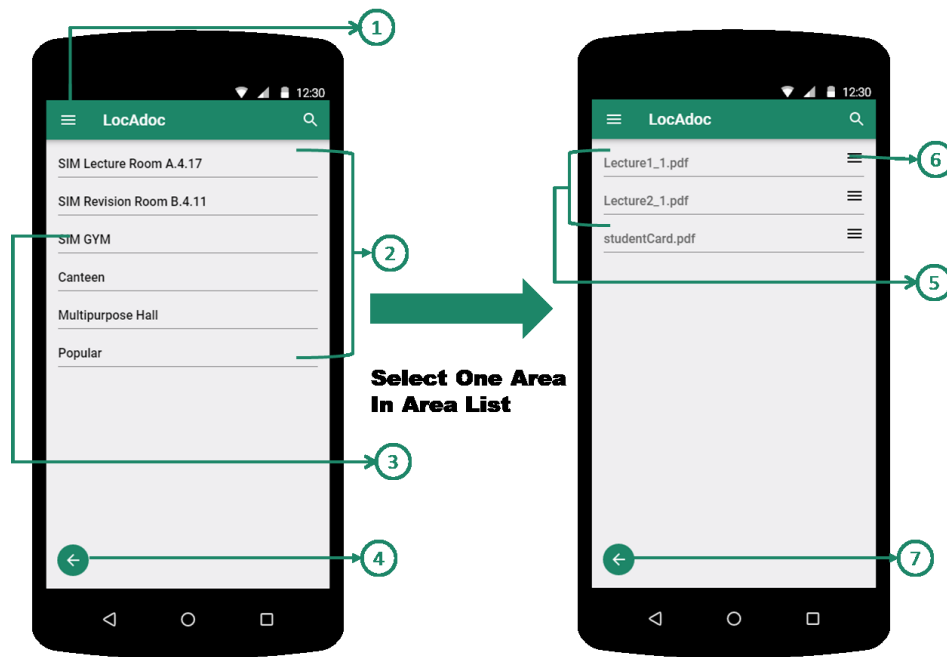 1
12:30
LocAdoc
SIM Lecture Room A.4.17
SIM Revision Room B.4.11
SIM GYM
Canteen
Multipurpose Hall
Popular
2
3
4
Select One Area
In Area List
12:30
LocAdoc
Lecture1_1.pdf
Lecture2_1.pdf
studentCard.pdf
6
5
7